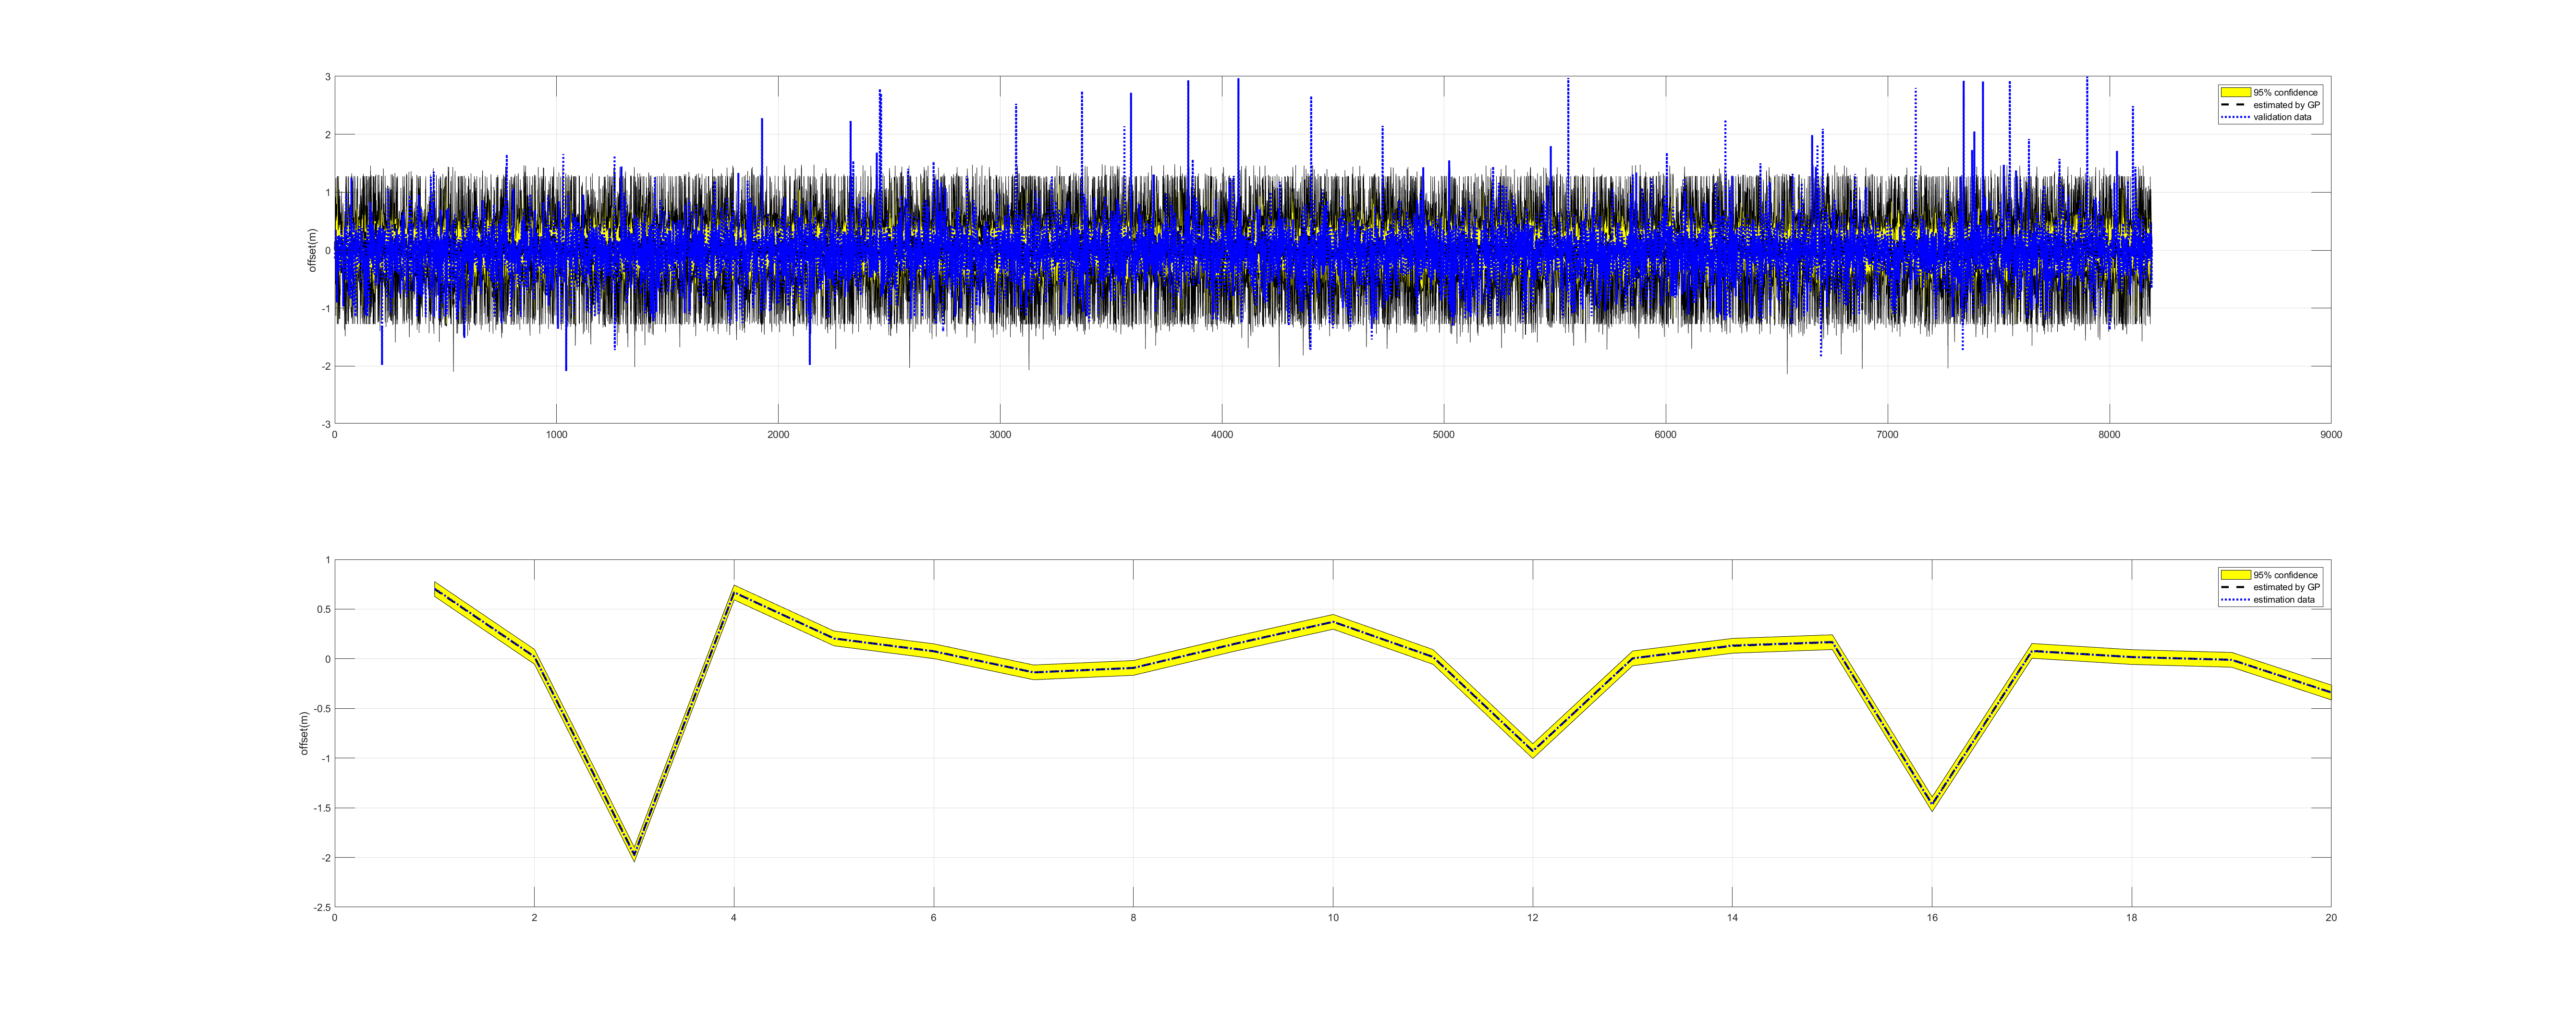 3
2
1
0
-1
-2
-3
offset(m)
0 1000 2000 3000 4000 5000 6000 7000 8000 9000
95% confidence
estimated by GP
validation data
1
0.5
0
-0.5
-1
-1.5
-2
-2.5
offset(m)
0 2 4 6 8 10 12 14 16 18 20
95% confidence
estimated by GP
estimation data